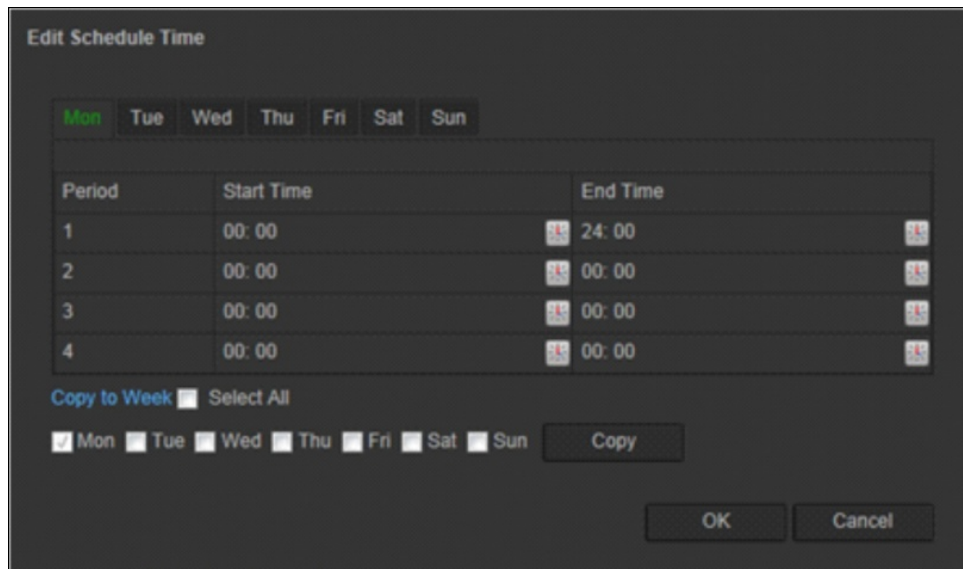 Edit Schedule Time
Mon Tue Wed Thu Fri Sat Sun
Period Start Time End Time
1 00: 00 24: 00
2 00: 00 00: 00
3 00: 00 00: 00
4 00: 00 00: 00
Copy to Week Select All
Mon Tue Wed Thu Fri Sat Sun Copy
OK Cancel